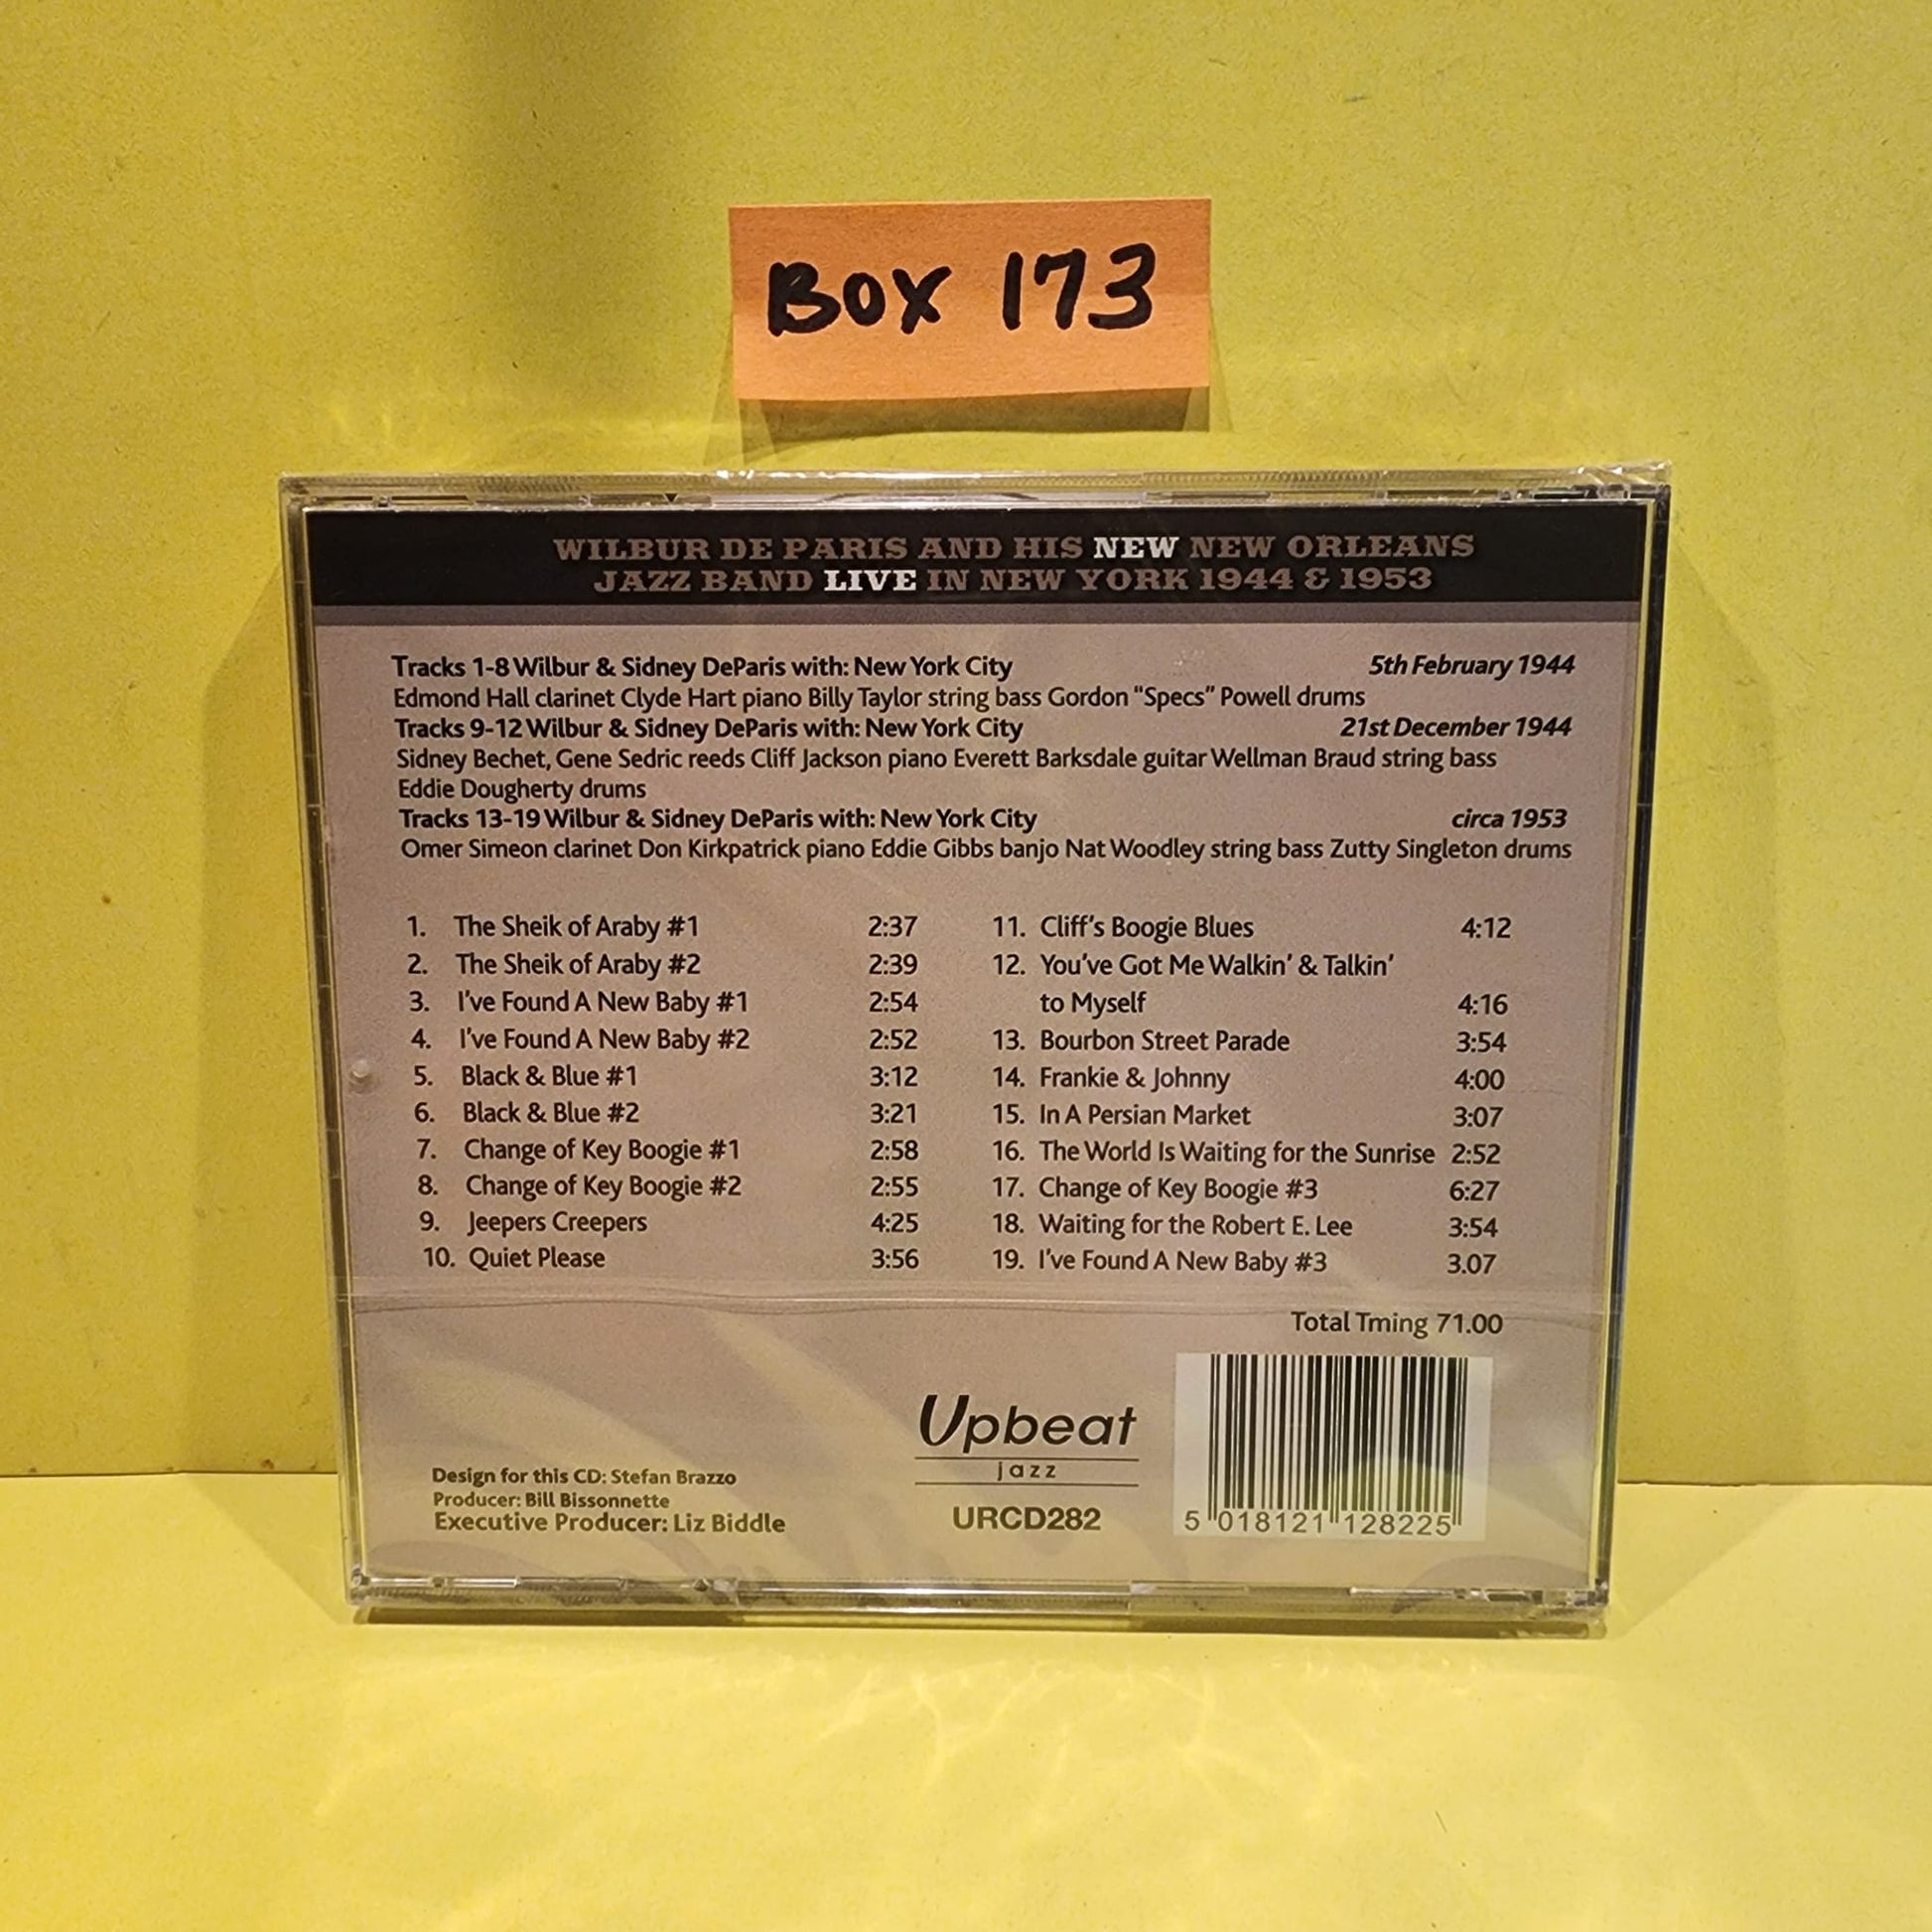 Box 173
WILBUR DE PARIS AND HIS NEW NEW ORLEANS
JAZZ BAND LIVE IN NEW YORK 1944 & 1953
Tracks 1-8 Wilbur & Sidney DeParis with: New York City 5th February 1944
Edmond Hall clarinet Clyde Hart piano Billy Taylor string bass Gordon "Specs" Powell drums
Tracks 9-12 Wilbur & Sidney DeParis with: New York City 21st December 1944
Sidney Bechet, Gene Sedric reeds Cliff Jackson piano Everett Barksdale guitar Wellman Braud string bass
Eddie Dougherty drums
Tracks 13-19 Wilbur & Sidney DeParis with: New York City circa 1953
Omer Simeon clarinet Don Kirkpatrick piano Eddie Gibbs banjo Nat Woodley string bass Zutty Singleton drums
1. The Sheik of Araby #1 2:37
2. The Sheik of Araby #2 2:39
3. I've Found A New Baby #1 2:54
4. I've Found A New Baby #2 2:52
5. Black & Blue #1 3:12
6. Black & Blue #2 3:21
7. Change of Key Boogie #1 2:58
8. Change of Key Boogie #2 2:55
9. Jeepers Creepers 4:25
10. Quiet Please 3:56
11. Cliff's Boogie Blues 4:12
12. You've Got Me Walkin' & Talkin'
to Myself 4:16
13. Bourbon Street Parade 3:54
14. Frankie & Johnny 4:00
15. In A Persian Market 3:07
16. The World Is Waiting for the Sunrise 2:52
17. Change of Key Boogie #3 6:27
18. Waiting for the Robert E. Lee 3:54
19. I've Found A New Baby #3 3.07
Total Tming 71.00
Design for this CD: Stefan Brazzo
Producer: Bill Bissonnette
Executive Producer: Liz Biddle
Upbeat
jazz
URCD282
5 018121 128225